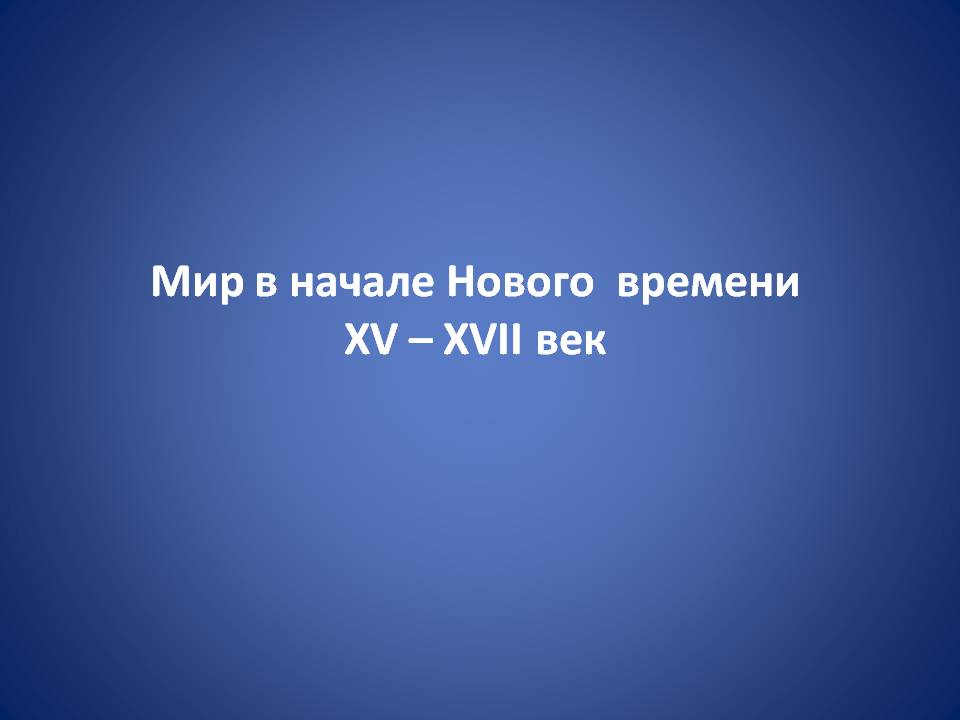 Мир в начале Нового  времени
XV – XVII век